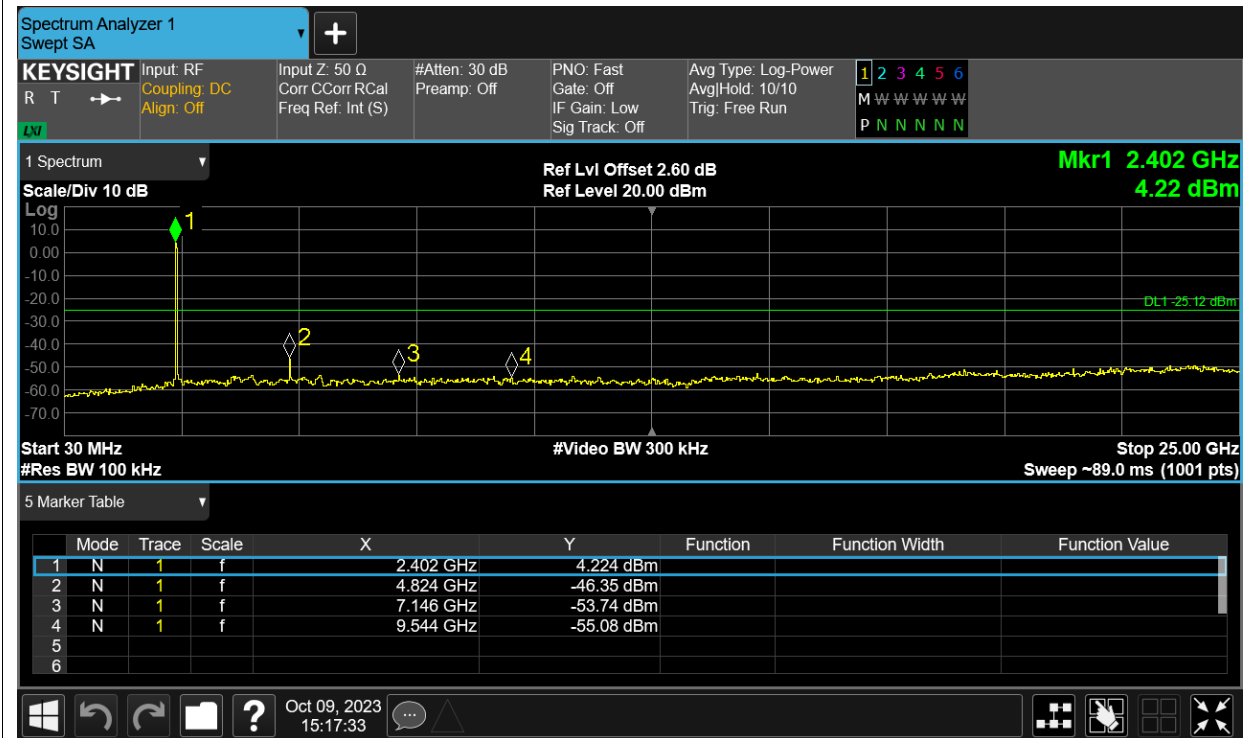 Spectrum Analyzer 1
Swept SA
+
KEYSIGHT Input: RF Input Z: 50 Ω #Atten: 30 dB PNO: Fast Avg Type: Log-Power 1 2 3 4 5 6
R T Coupling: DC Corr CCorr RCal Preamp: Off Gate: Off Avg|Hold: 10/10 M W W W W W
Align: Off Freq Ref: Int (S) IF Gain: Low Trig: Free Run
LXI Sig Track: Off P N N N N N
1 Spectrum Ref Lvl Offset 2.60 dB Mkr1 2.402 GHz
Scale/Div 10 dB Ref Level 20.00 dBm 4.22 dBm
Log
1
10.0
0.00
-10.0
-20.0
DL1 -25.12 dBm
-30.0
2
-40.0
3 4
-50.0
-60.0
-70.0
Start 30 MHz #Video BW 300 kHz Stop 25.00 GHz
#Res BW 100 kHz Sweep ~89.0 ms (1001 pts)
5 Marker Table
Mode Trace Scale X Y Function Function Width Function Value
1 N 1 f 2.402 GHz 4.224 dBm
2 N 1 f 4.824 GHz -46.35 dBm
3 N 1 f 7.146 GHz -53.74 dBm
4 N 1 f 9.544 GHz -55.08 dBm
5
6
? Oct 09, 2023
15:17:33